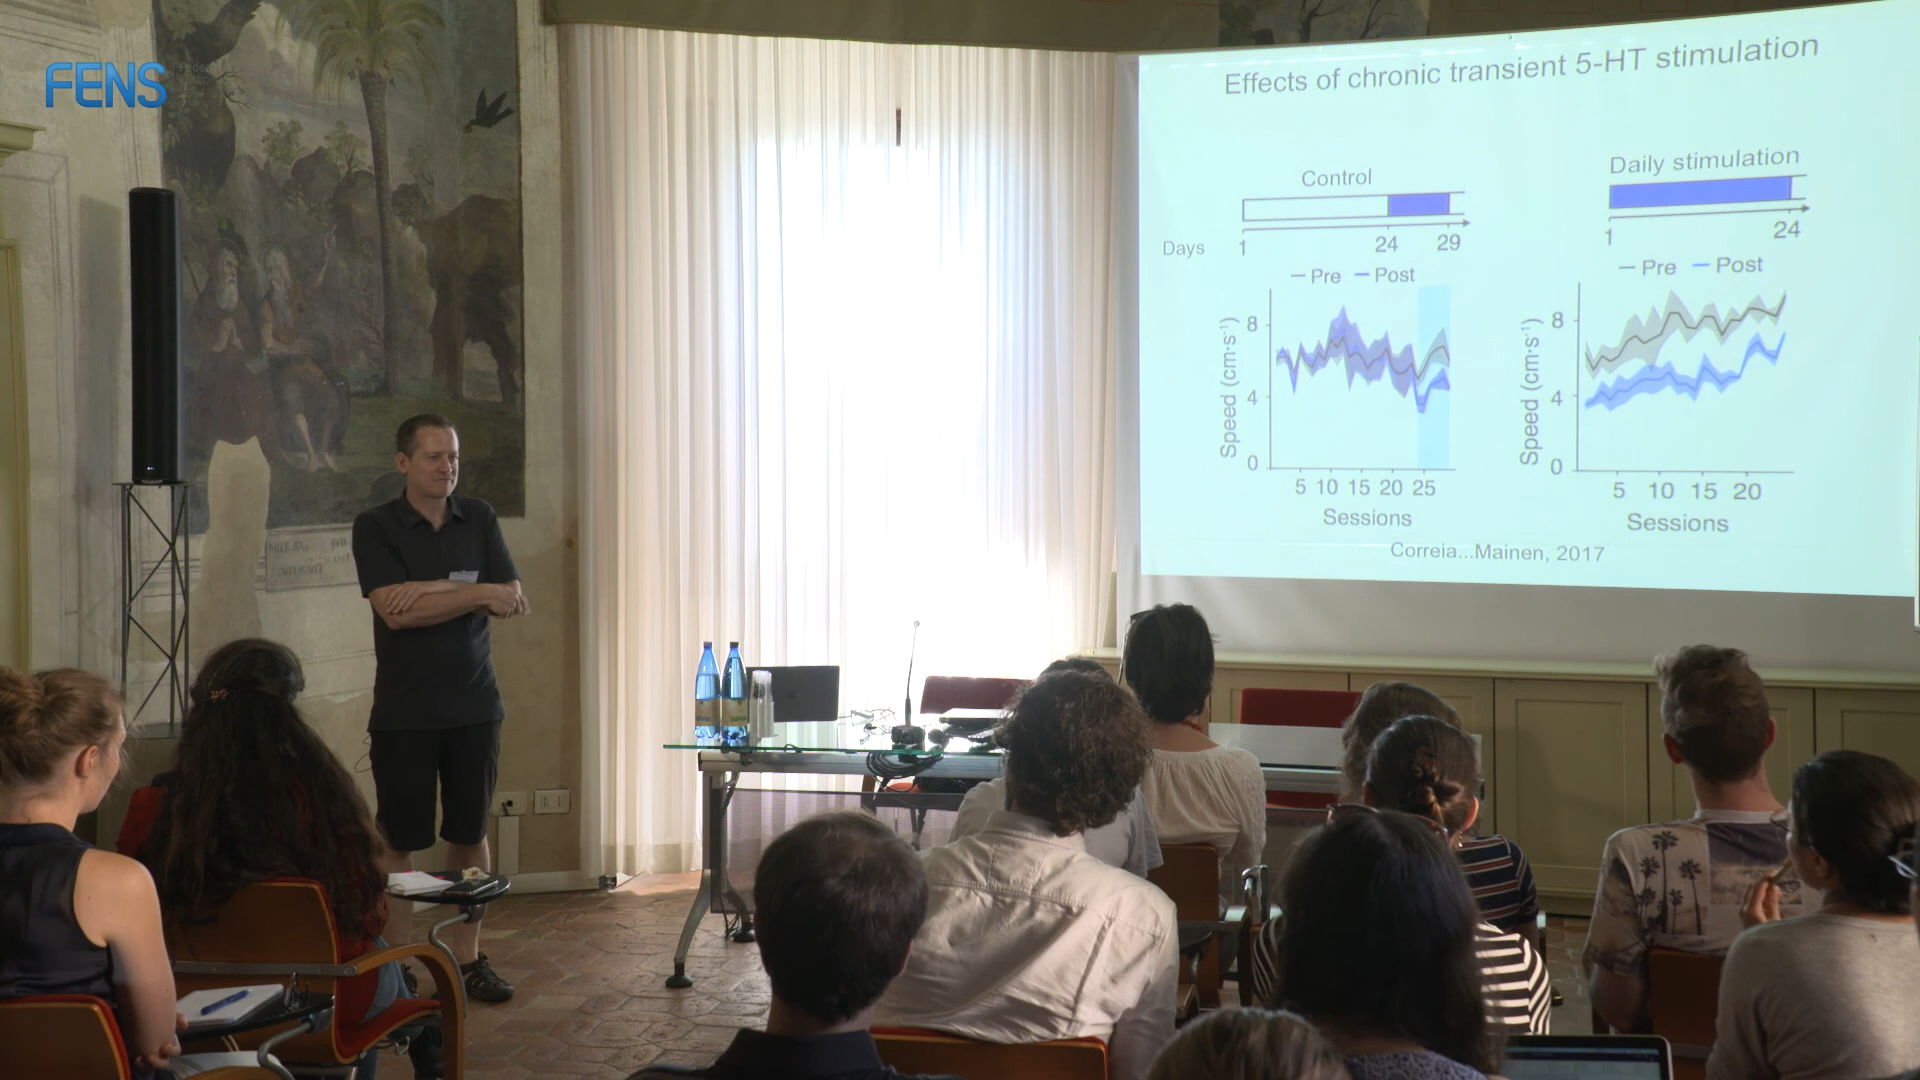 FENS
Effects of chronic transient 5-HT stimulation
Control
Daily stimulation
Days 1 24 29
1 24
Pre Post
Pre Post
Speed (cm·s⁻¹)
8
4
0
5 10 15 20 25
Sessions
Speed (cm·s⁻¹)
8
4
0
5 10 15 20
Sessions
Correia...Mainen, 2017